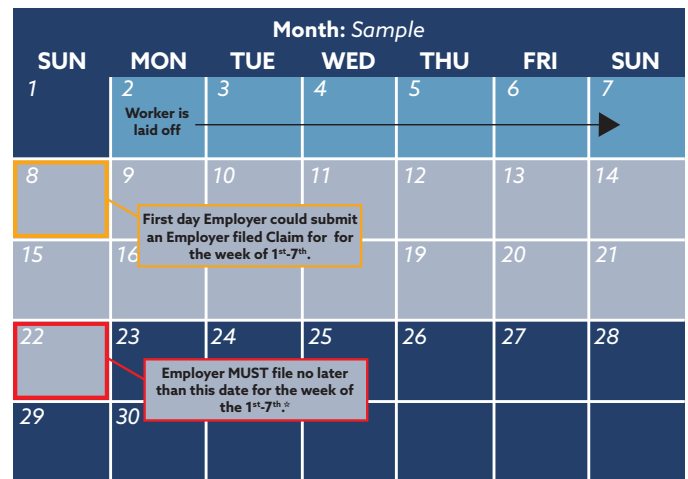 Month: Sample
SUN MON TUE WED THU FRI SUN
1 2 3 4 5 6 7
Worker is
laid off
8 9 10 11 12 13 14
First day Employer could submit
an Employer filed Claim for for
the week of 1st-7th.
15 16 19 20 21
22 23 24 25 26 27 28
Employer MUST file no later
than this date for the week of
the 1st-7th.*
29 30